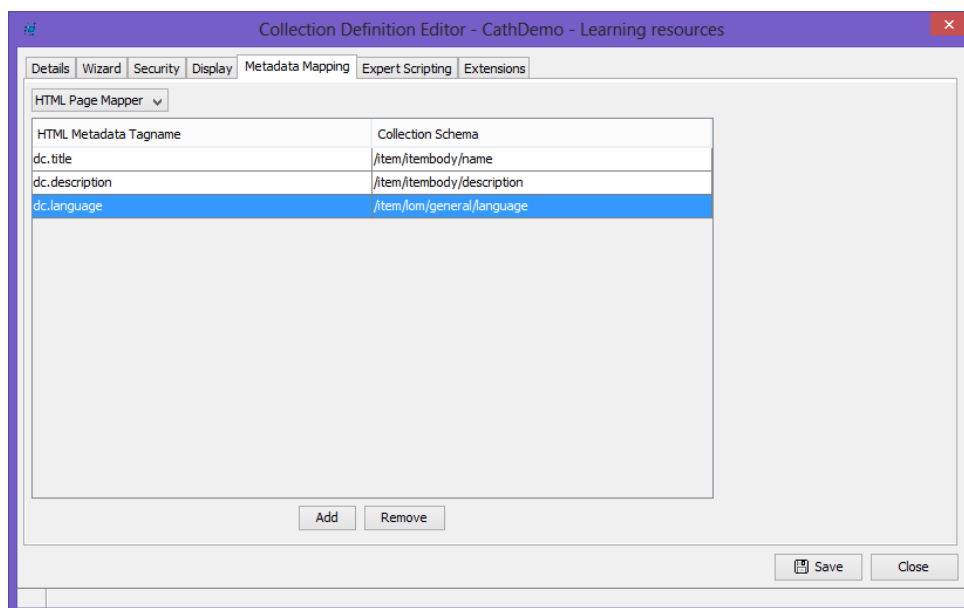 Collection Definition Editor - CathDemo - Learning resources
Details Wizard Security Display Metadata Mapping Expert Scripting Extensions
HTML Page Mapper
HTML Metadata Tagname Collection Schema
dc.title /item/itembody/name
dc.description /item/itembody/description
dc.language /item/lom/general/language
Add Remove
Save Close